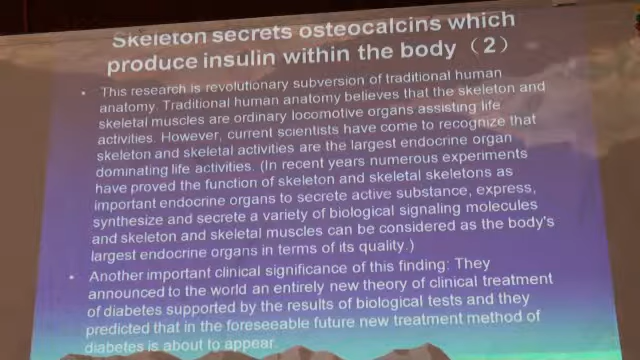 Skeleton secrets osteocalcins which
produce insulin within the body （2）
• This research is revolutionary subversion of traditional human
anatomy. Traditional human anatomy believes that the skeleton and
skeletal muscles are ordinary locomotive organs assisting life
activities. However, current scientists have come to recognize that
skeleton and skeletal activities are the largest endocrine organ
dominating life activities. (In recent years numerous experiments
have proved the function of skeleton and skeletal skeletons as
important endocrine organs to secrete active substance, express,
synthesize and secrete a variety of biological signaling molecules
and skeleton and skeletal muscles can be considered as the body's
largest endocrine organs in terms of its quality.)
• Another important clinical significance of this finding: They
announced to the world an entirely new theory of clinical treatment
of diabetes supported by the results of biological tests and they
predicted that in the foreseeable future new treatment method of
diabetes is about to appear.